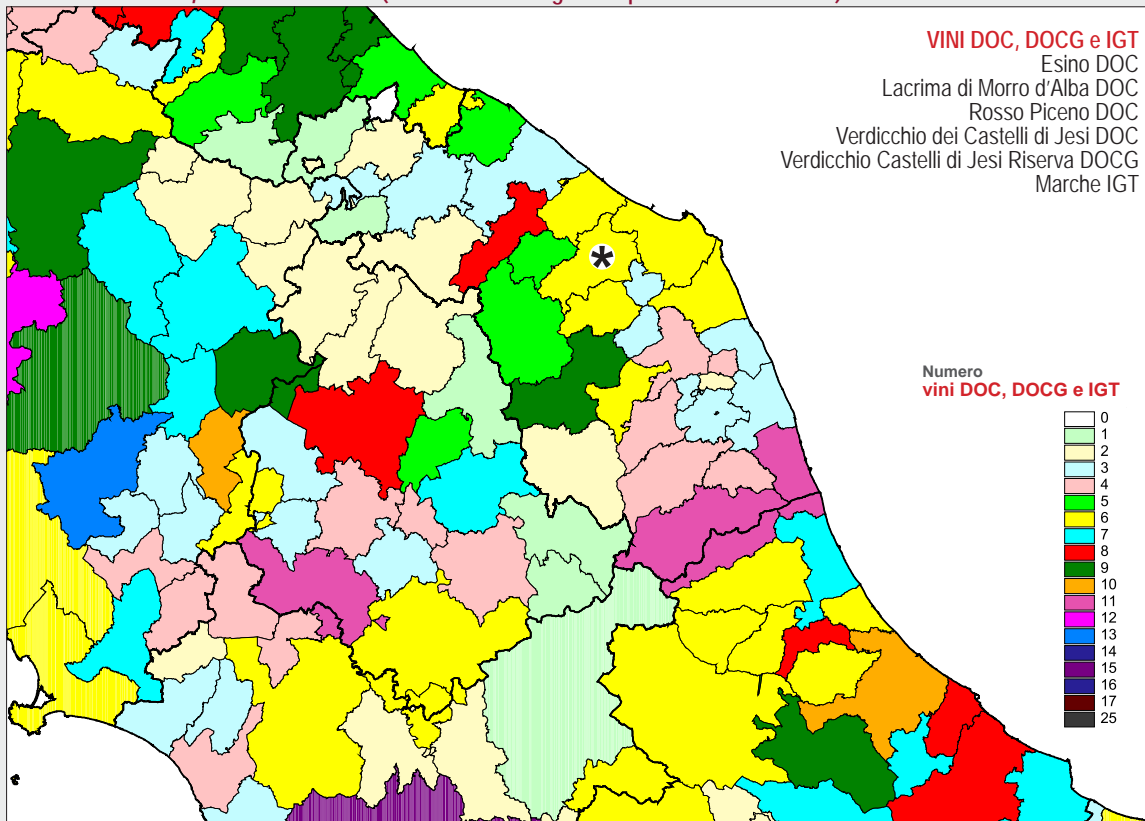 VINI DOC, DOCG e IGT
Esino DOC
Lacrima di Morro d'Alba DOC
Rosso Piceno DOC
Verdicchio dei Castelli di Jesi DOC
Verdicchio Castelli di Jesi Riserva DOCG
Marche IGT
*
Numero
vini DOC, DOCG e IGT
0
1
2
3
4
5
6
7
8
9
10
11
12
13
14
15
16
17
25